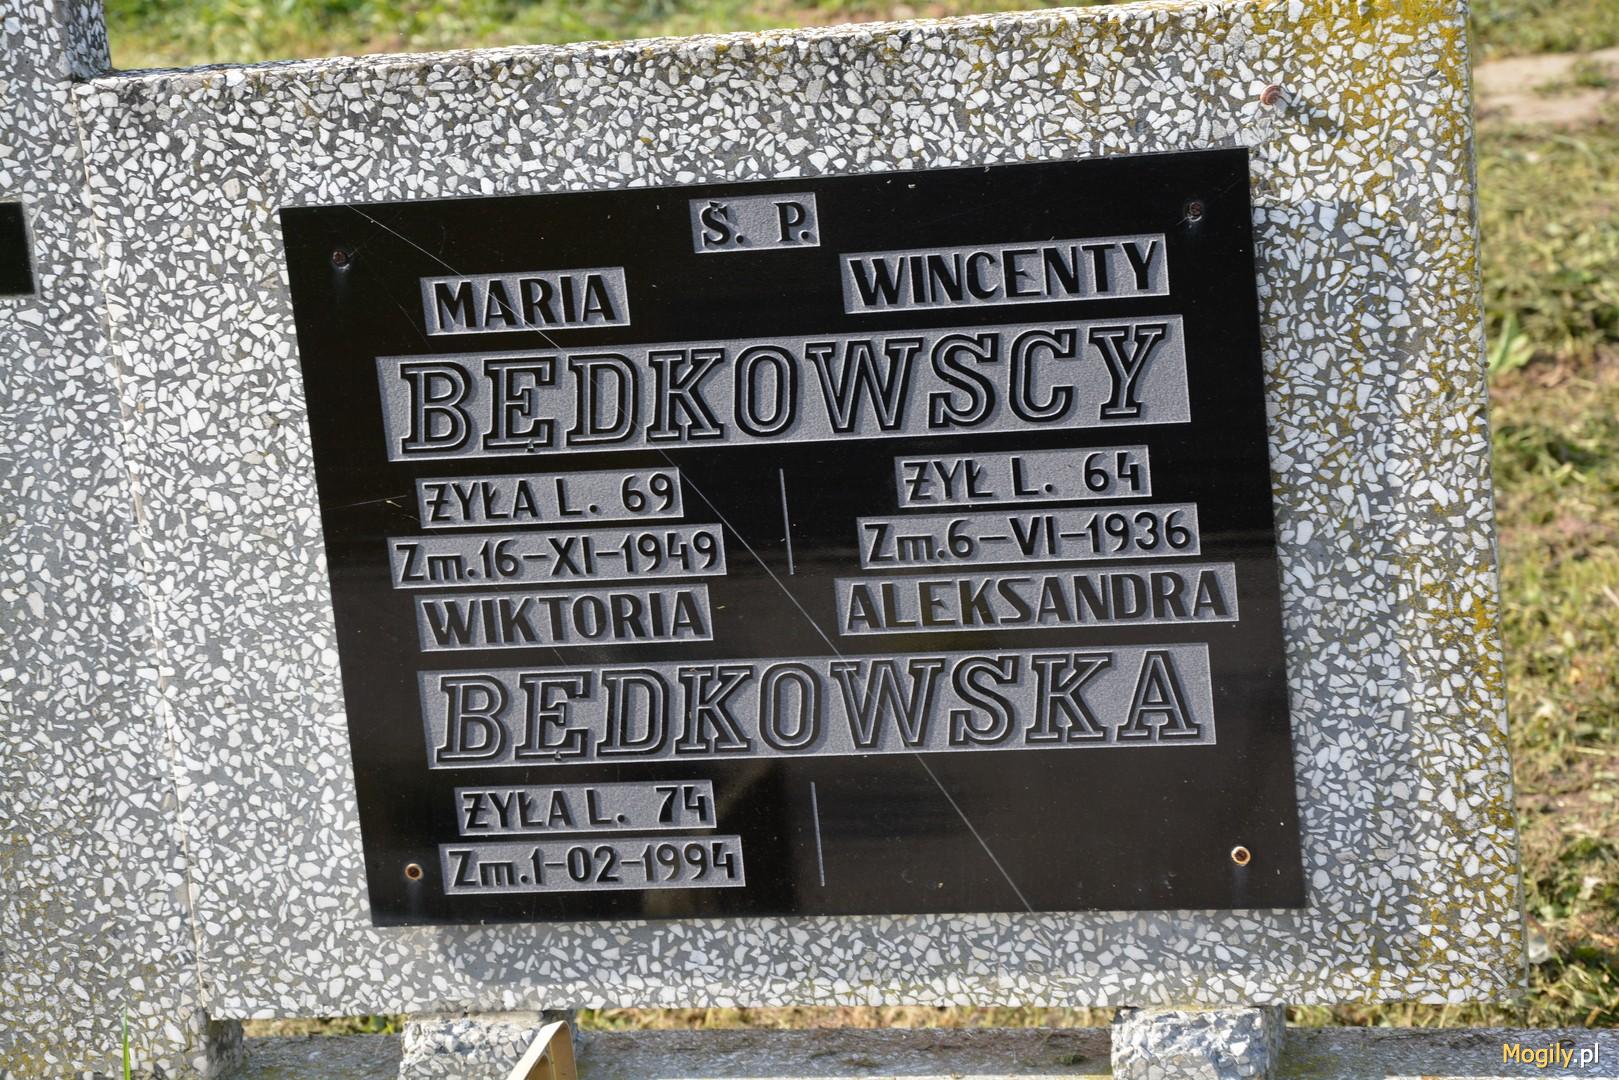 Ś. P.
MARIA WINCENTY
BĘDKOWSCY
ŻYŁA L. 69 ŻYŁ L. 64
Zm.16-XI-1949 Zm.6-VI-1936
WIKTORIA ALEKSANDRA
BĘDKOWSKA
ŻYŁA L. 74
Zm.1-02-1994
Mogily.pl